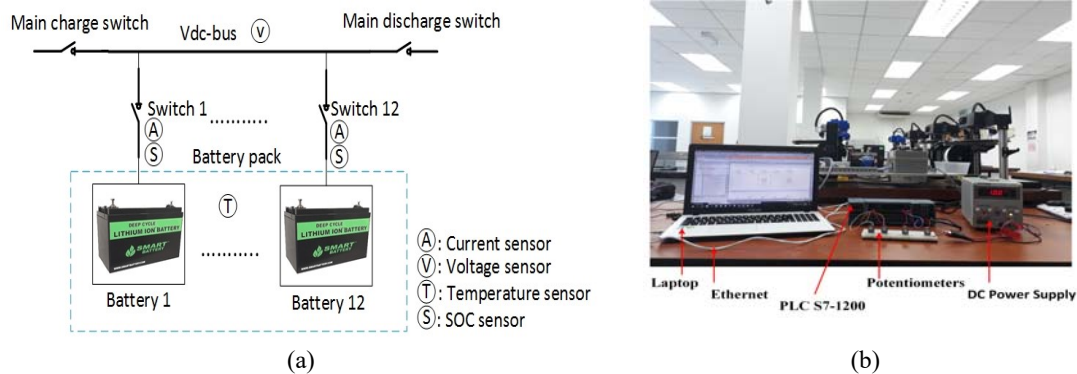 Main charge switch
Main discharge switch
Vdc-bus
V
Switch 1
Switch 12
A
A
S
S
Battery pack
T
DEEP CYCLE
LITHIUM ION BATTERY
SMART
BATTERY
DEEP CYCLE
LITHIUM ION BATTERY
SMART
BATTERY
Battery 1
Battery 12
A : Current sensor
V : Voltage sensor
T : Temperature sensor
S : SOC sensor
(a)
Laptop
Ethernet
PLC S7-1200
Potentiometers
DC Power Supply
(b)